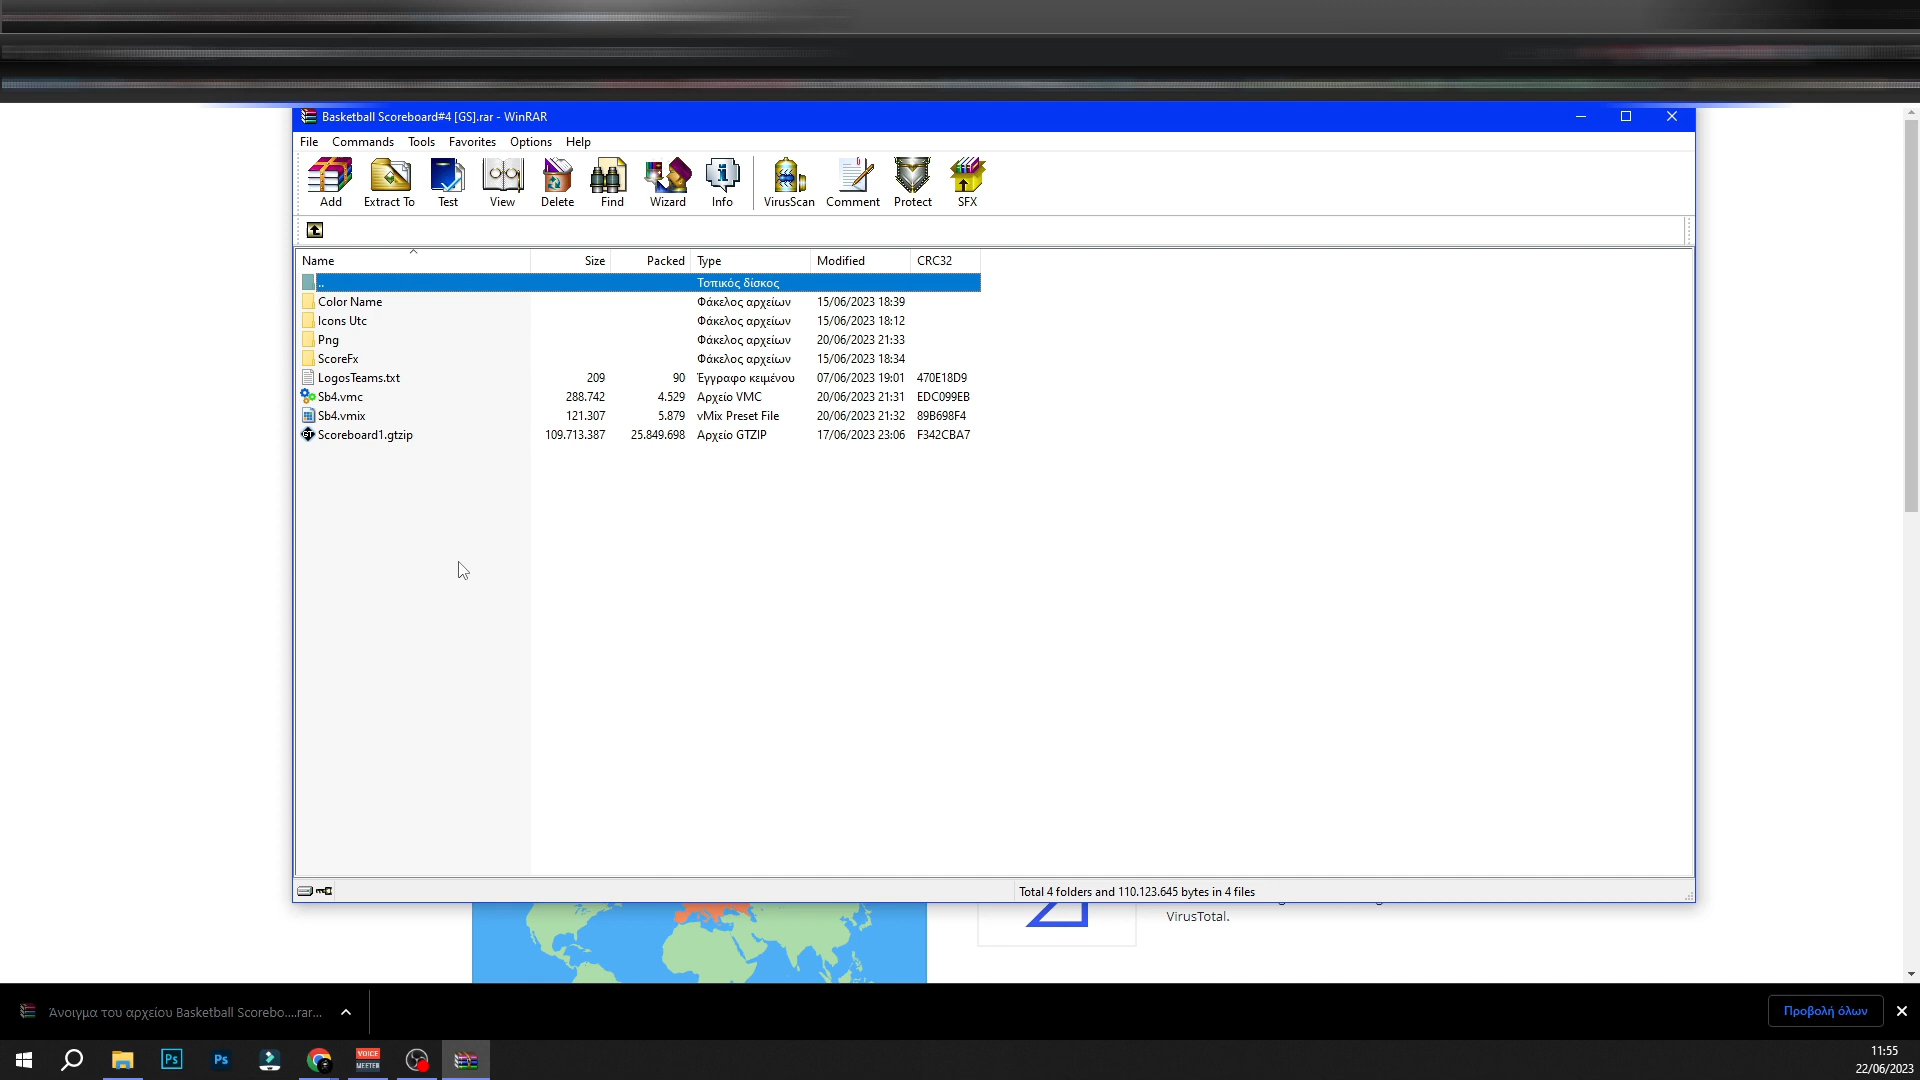 Basketball Scoreboard#4 [GS].rar - WinRAR
File Commands Tools Favorites Options Help
Add Extract To Test View Delete Find Wizard Info VirusScan Comment Protect SFX
Name Size Packed Type Modified CRC32
.. Τοπικός δίσκος
Color Name Φάκελος αρχείων 15/06/2023 18:39
Icons Utc Φάκελος αρχείων 15/06/2023 18:12
Png Φάκελος αρχείων 20/06/2023 21:33
ScoreFx Φάκελος αρχείων 15/06/2023 18:34
LogosTeams.txt 209 90 Έγγραφο κειμένου 07/06/2023 19:01 470E18D9
Sb4.vmc 288.742 4.529 Αρχείο VMC 20/06/2023 21:31 EDC099EB
Sb4.vmix 121.307 5.879 vMix Preset File 20/06/2023 21:32 89B698F4
Scoreboard1.gtzip 109.713.387 25.849.698 Αρχείο GTZIP 17/06/2023 23:06 F342CBA7
Total 4 folders and 110.123.645 bytes in 4 files
VirusTotal.
Άνοιγμα του αρχείου Basketball Scorebo....rar...
Προβολή όλων
Ps
Ps
VOICE
MEETER
11:55
22/06/2023